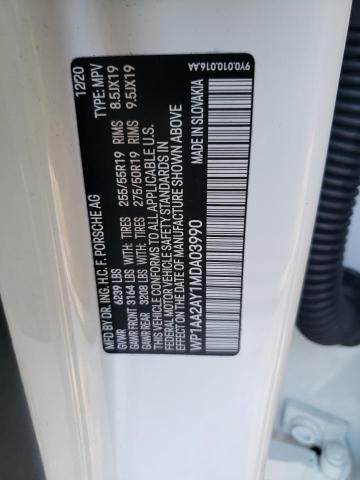 MFD BY DR. ING. H.C. F. PORSCHE AG 12/20
GVWR 6239 LBS TYPE: MPV
GAWR FRONT 3164 LBS WITH TIRES 255/55R19 RIMS 8.5JX19
GAWR REAR 3208 LBS WITH TIRES 275/50R19 RIMS 9.5JX19
THIS VEHICLE CONFORMS TO ALL APPLICABLE U.S.
FEDERAL VEHICLE SAFETY STANDARDS IN EFFECT
ON THE DATE OF MANUFACTURE SHOWN ABOVE
WP1AA2AY1MDA03990 MADE IN SLOVAKIA
9Y0.010.016.AA